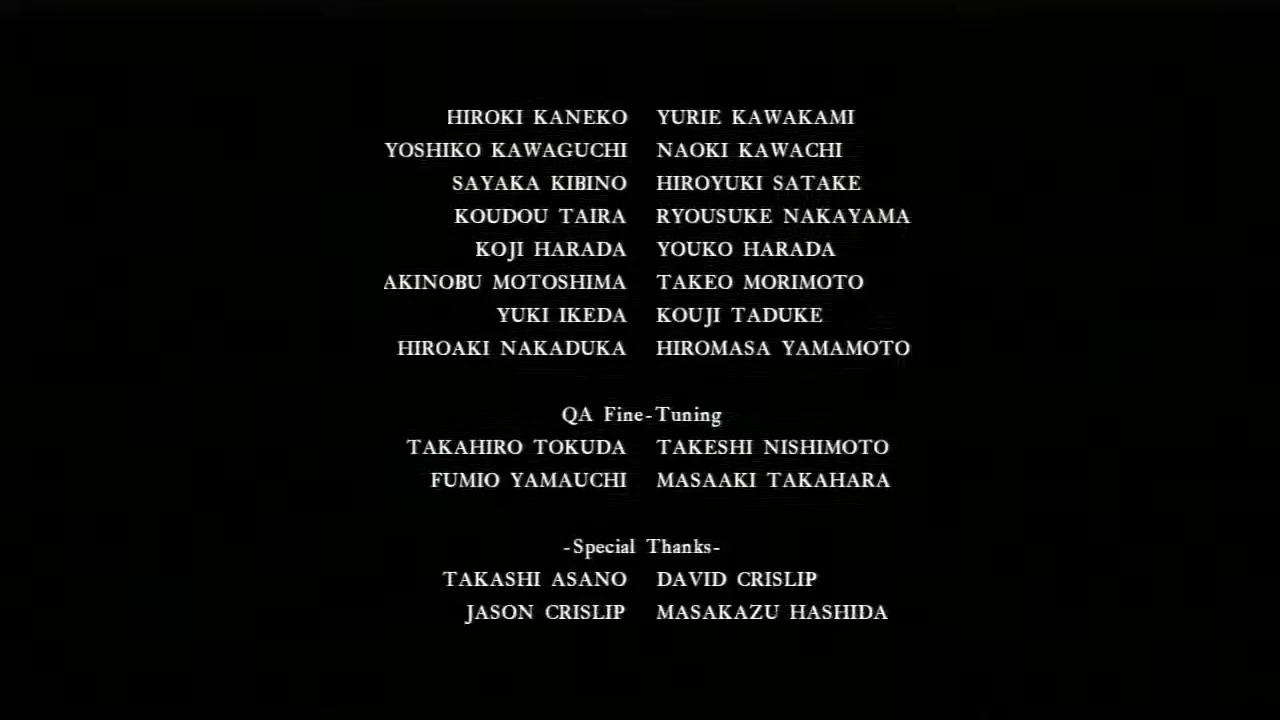 HIROKI KANEKO YURIE KAWAKAMI
YOSHIKO KAWAGUCHI NAOKI KAWACHI
SAYAKA KIBINO HIROYUKI SATAKE
KOUDOU TAIRA RYOUSUKE NAKAYAMA
KOJI HARADA YOUKO HARADA
AKINOBU MOTOSHIMA TAKEO MORIMOTO
YUKI IKEDA KOUJI TADUKE
HIROAKI NAKADUKA HIROMASA YAMAMOTO
QA Fine-Tuning
TAKAHIRO TOKUDA TAKESHI NISHIMOTO
FUMIO YAMAUCHI MASAAKI TAKAHARA
-Special Thanks-
TAKASHI ASANO DAVID CRISLIP
JASON CRISLIP MASAKAZU HASHIDA